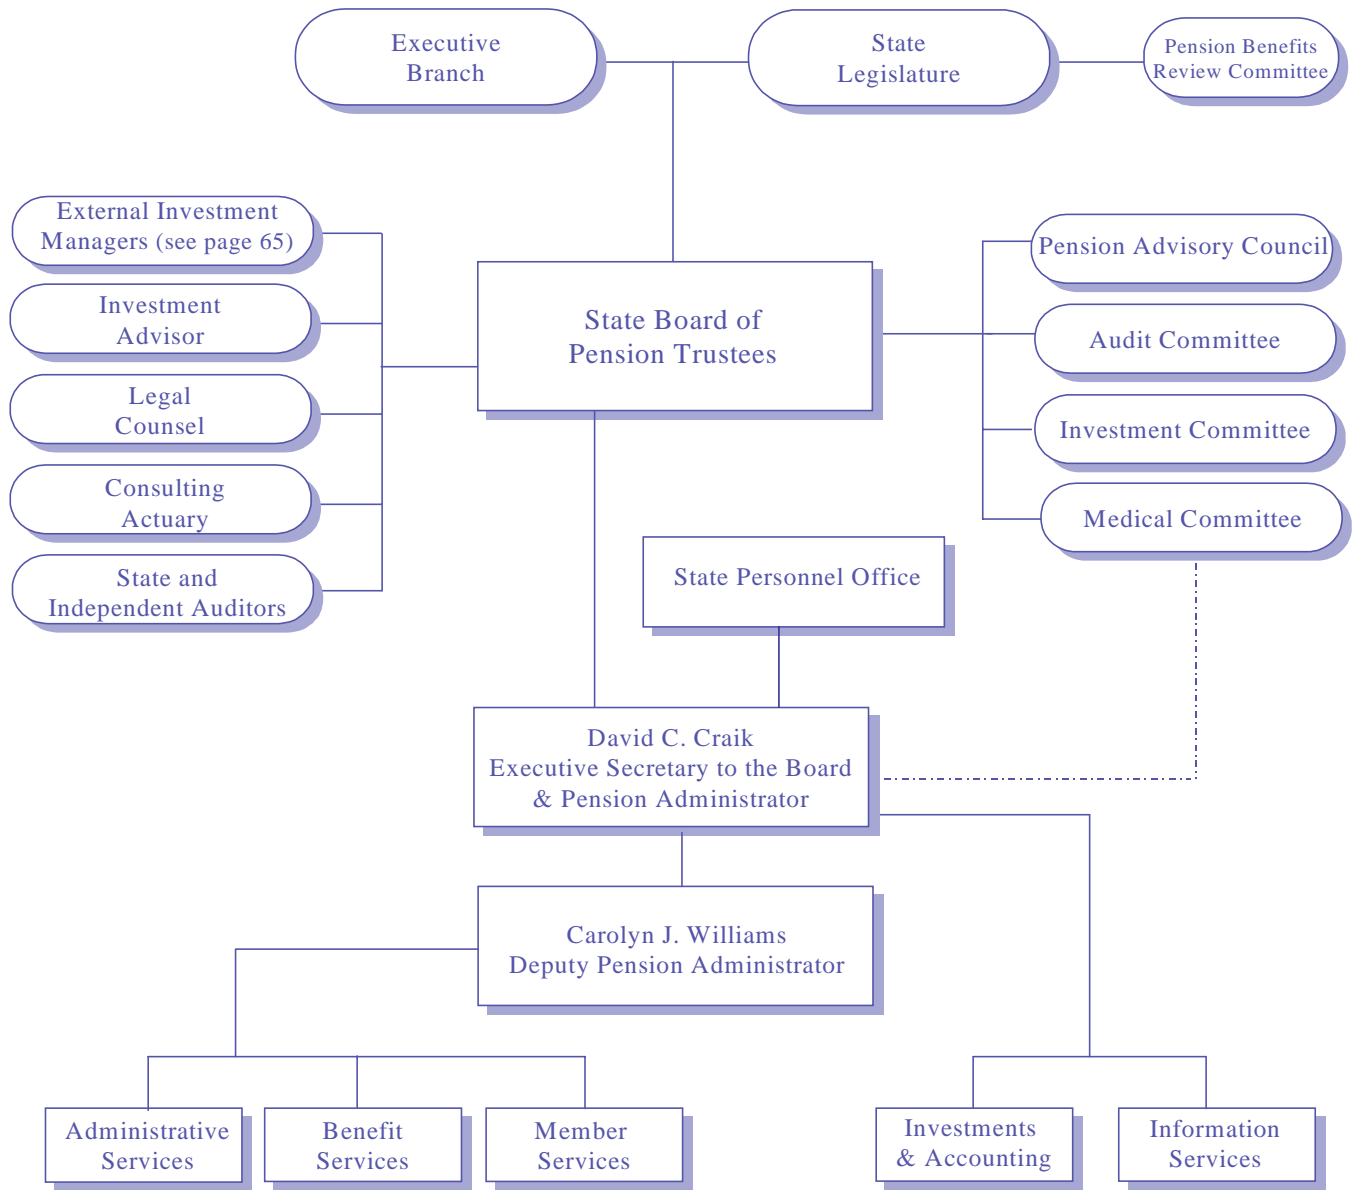 Executive
Branch
State
Legislature
Pension Benefits
Review Committee
External Investment
Managers (see page 65)
Investment
Advisor
Legal
Counsel
Consulting
Actuary
State and
Independent Auditors
State Board of
Pension Trustees
Pension Advisory Council
Audit Committee
Investment Committee
Medical Committee
State Personnel Office
David C. Craik
Executive Secretary to the Board
& Pension Administrator
Carolyn J. Williams
Deputy Pension Administrator
Administrative
Services
Benefit
Services
Member
Services
Investments
& Accounting
Information
Services